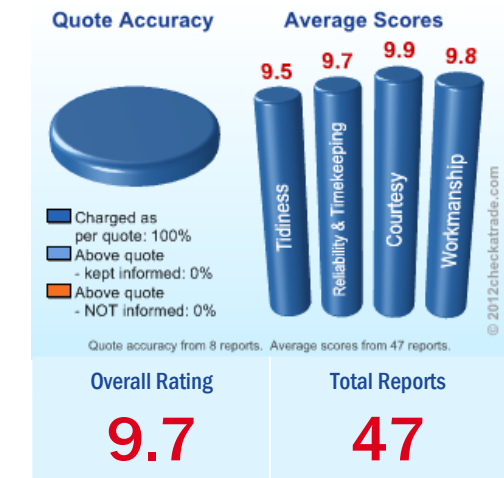 Quote Accuracy
Average Scores
9.5
9.7
9.9
9.8
Tidiness
Reliability & Timekeeping
Courtesy
Workmanship
Charged as
per quote: 100%
Above quote
- kept informed: 0%
Above quote
- NOT informed: 0%
© 2012checkatrade.com
Quote accuracy from 8 reports. Average scores from 47 reports.
Overall Rating
9.7
Total Reports
47